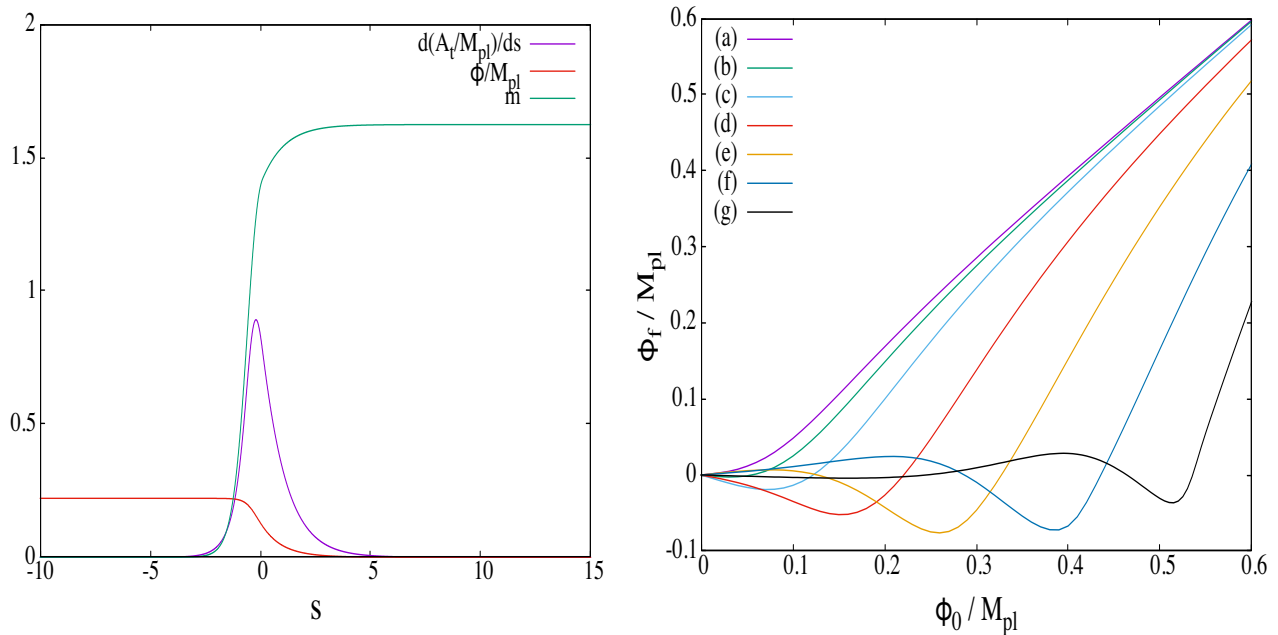 2
1.5
1
0.5
0
-10
-5
0
5
10
15
s
d(A_t/M_pl)/ds
ϕ/M_pl
m
0.6
0.5
0.4
0.3
0.2
0.1
0
-0.1
0
0.1
0.2
0.3
0.4
0.5
0.6
Φ_f / M_pl
ϕ_0 / M_pl
(a)
(b)
(c)
(d)
(e)
(f)
(g)